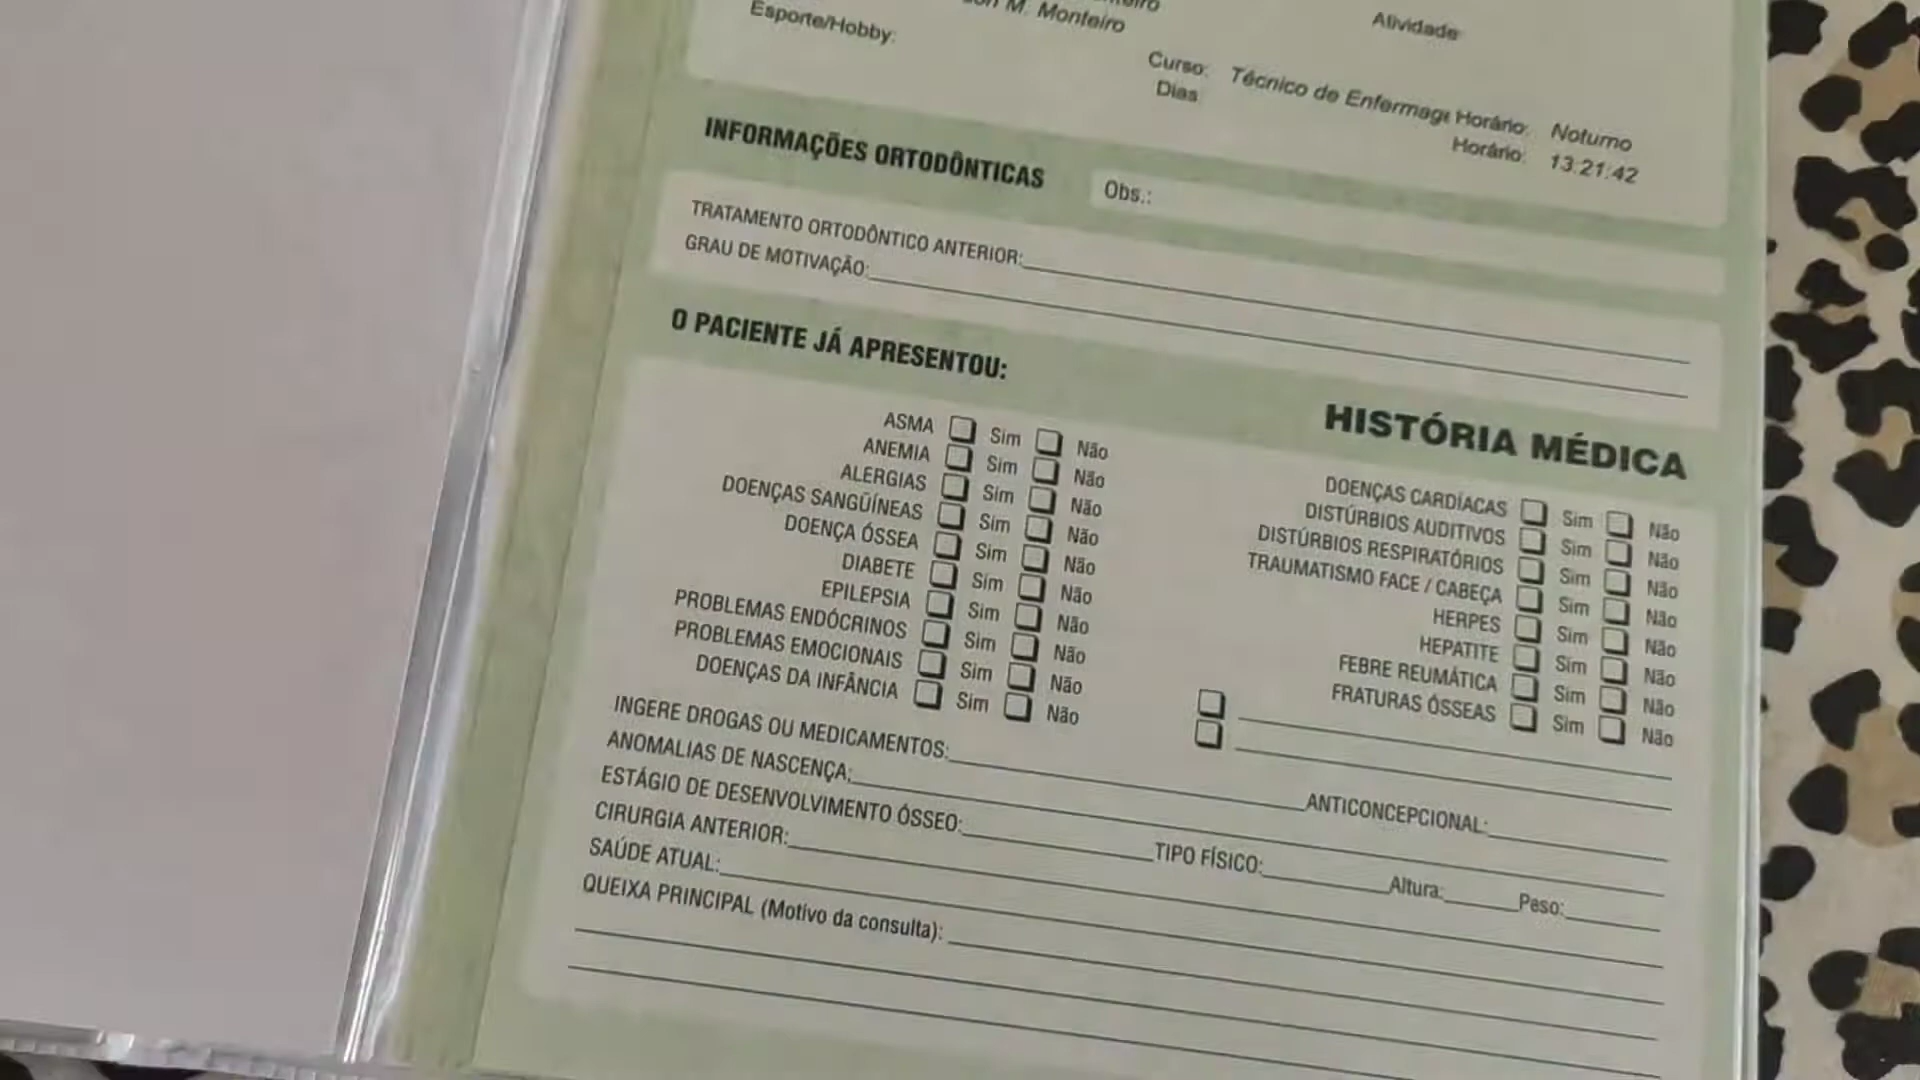 M. Monteiro
Atividade:
Esporte/Hobby:
Curso: Técnico de Enfermage Horário: Noturno
Dias Horário: 13:21:42
INFORMAÇÕES ORTODÔNTICAS
Obs.:
TRATAMENTO ORTODÔNTICO ANTERIOR:
GRAU DE MOTIVAÇÃO:
O PACIENTE JÁ APRESENTOU:
HISTÓRIA MÉDICA
ASMA Sim Não
ANEMIA Sim Não
ALERGIAS Sim Não
DOENÇAS SANGÜÍNEAS Sim Não
DOENÇA ÓSSEA Sim Não
DIABETE Sim Não
EPILEPSIA Sim Não
PROBLEMAS ENDÓCRINOS Sim Não
PROBLEMAS EMOCIONAIS Sim Não
DOENÇAS DA INFÂNCIA Sim Não
DOENÇAS CARDÍACAS Sim Não
DISTÚRBIOS AUDITIVOS Sim Não
DISTÚRBIOS RESPIRATÓRIOS Sim Não
TRAUMATISMO FACE / CABEÇA Sim Não
HERPES Sim Não
HEPATITE Sim Não
FEBRE REUMÁTICA Sim Não
FRATURAS ÓSSEAS Sim Não
INGERE DROGAS OU MEDICAMENTOS: ANTICONCEPCIONAL:
ANOMALIAS DE NASCENÇA:
ESTÁGIO DE DESENVOLVIMENTO ÓSSEO: TIPO FÍSICO: Altura: Peso:
CIRURGIA ANTERIOR:
SAÚDE ATUAL:
QUEIXA PRINCIPAL (Motivo da consulta):